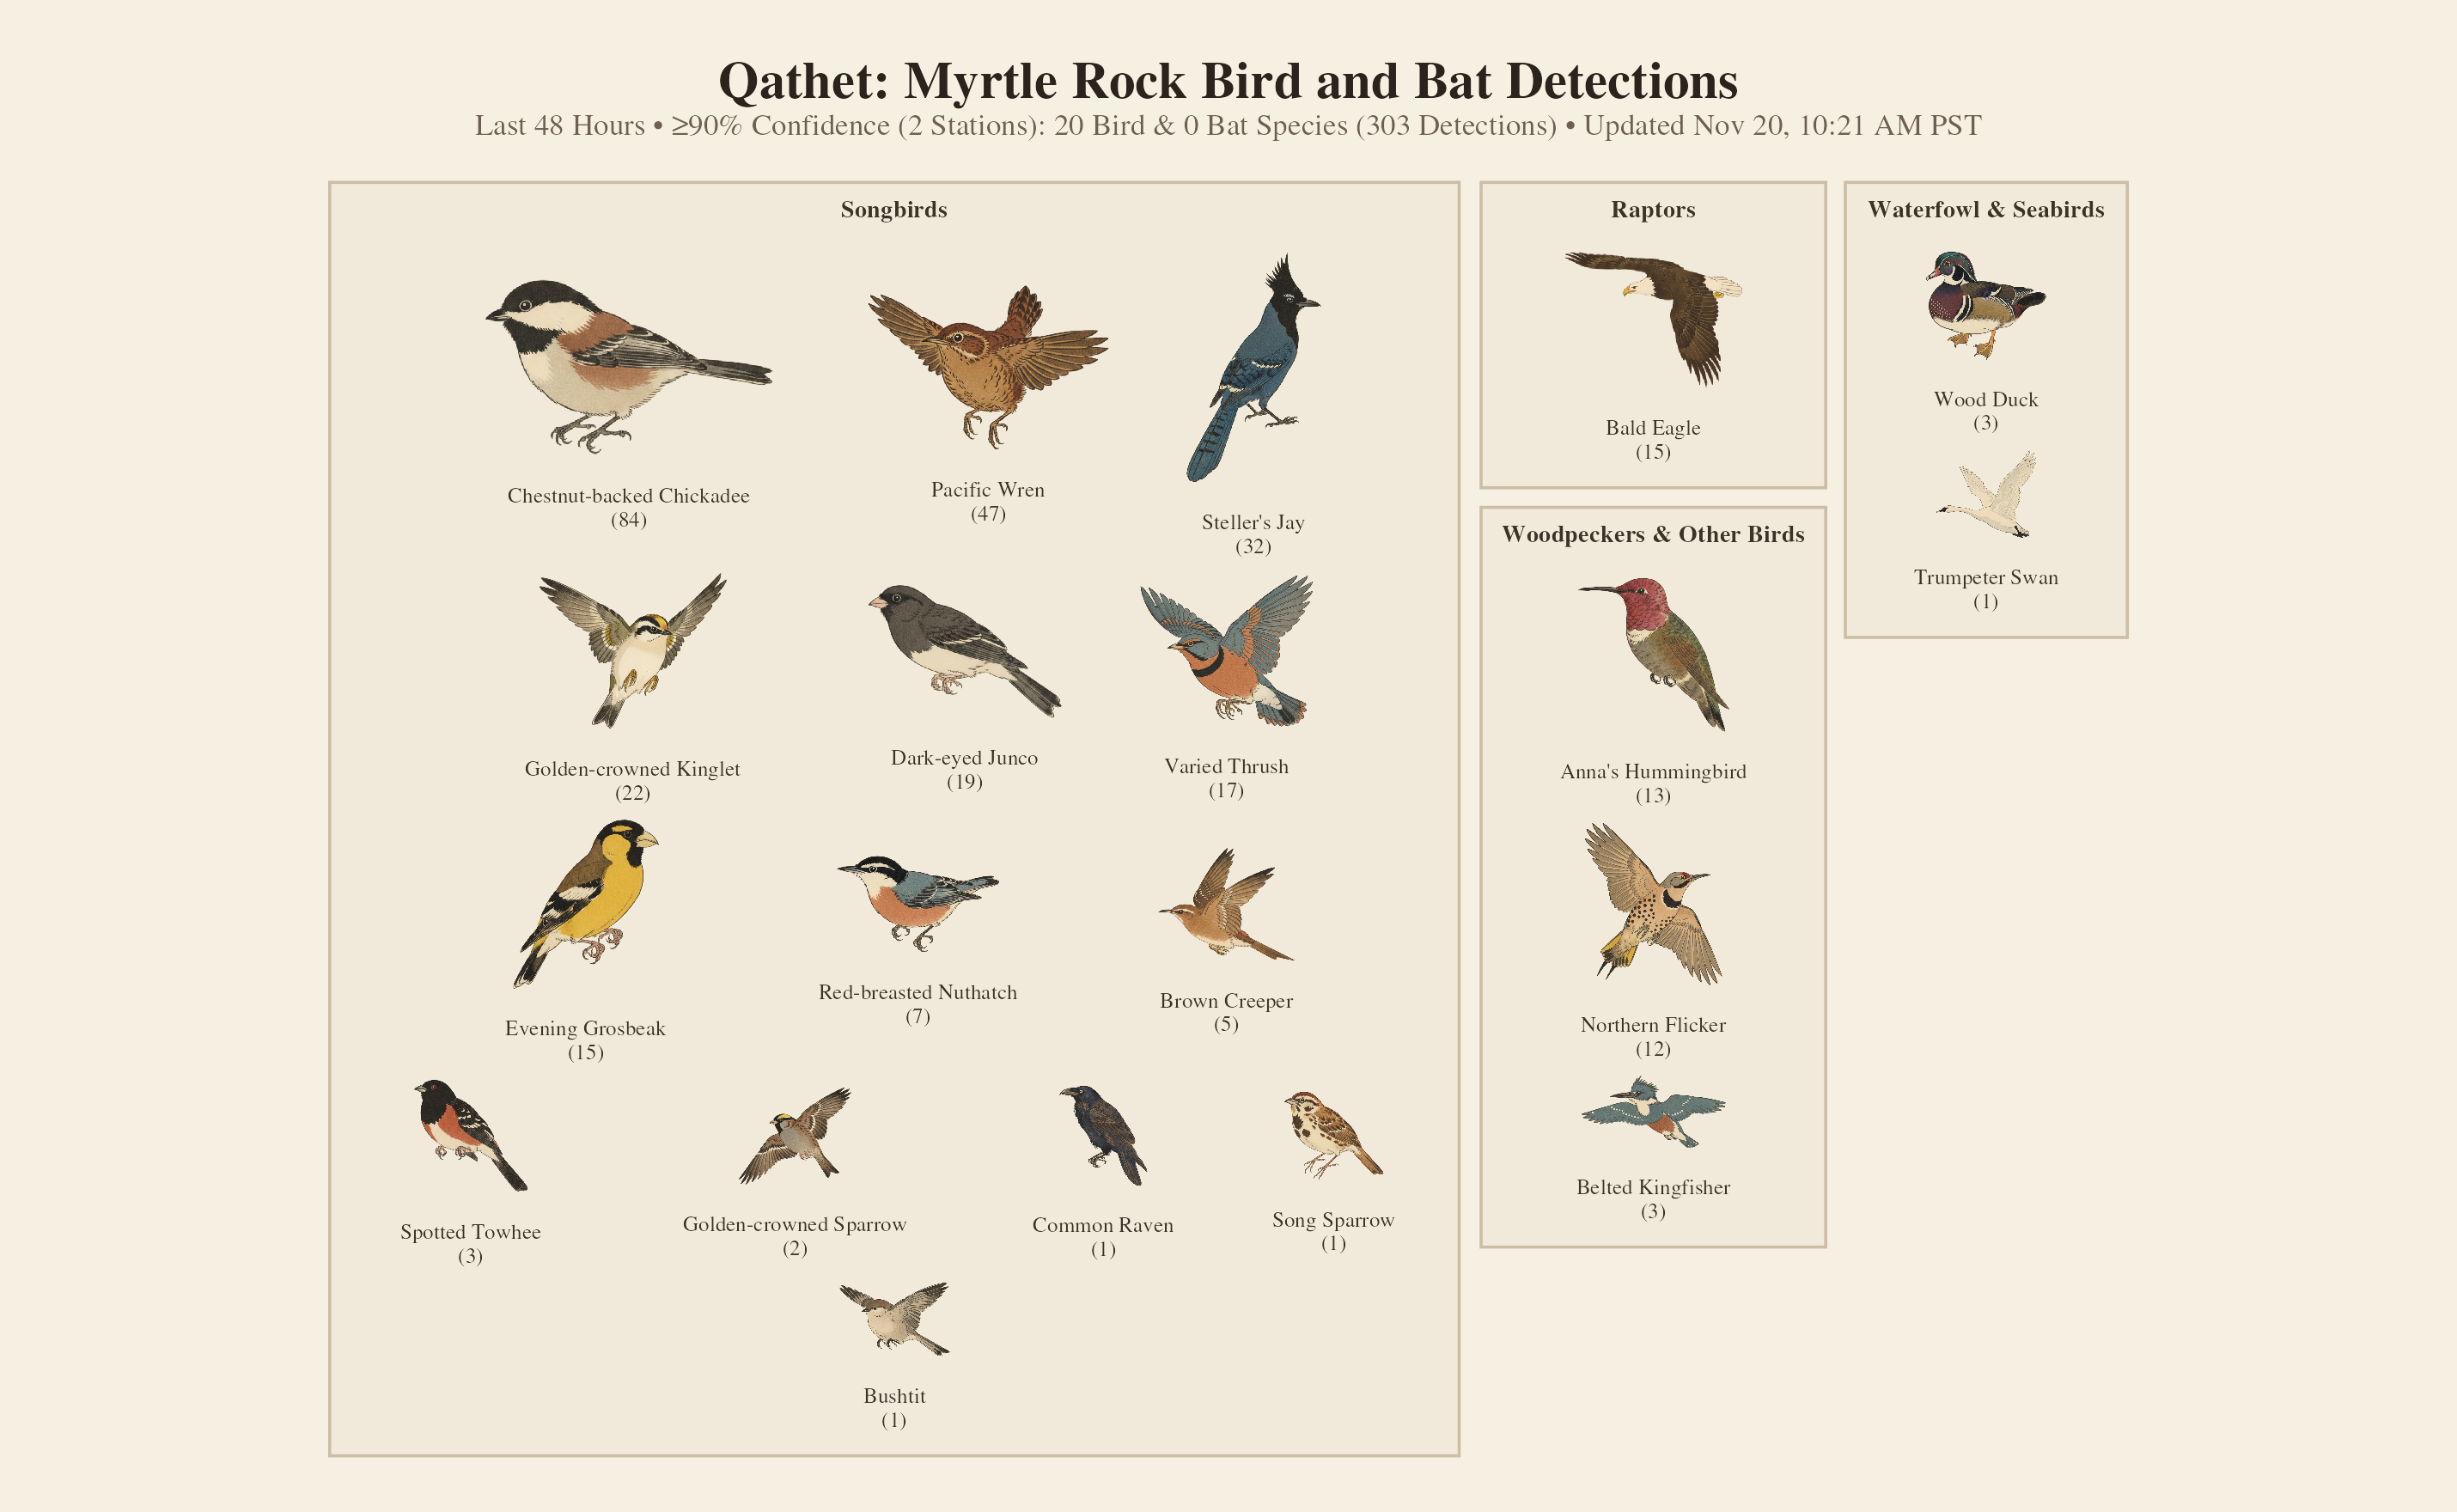 Qathet: Myrtle Rock Bird and Bat Detections
Last 48 Hours • ≥90% Confidence (2 Stations): 20 Bird & 0 Bat Species (303 Detections) • Updated Nov 20, 10:21 AM PST
Songbirds
Chestnut-backed Chickadee
(84)
Pacific Wren
(47)
Steller's Jay
(32)
Golden-crowned Kinglet
(22)
Dark-eyed Junco
(19)
Varied Thrush
(17)
Evening Grosbeak
(15)
Red-breasted Nuthatch
(7)
Brown Creeper
(5)
Spotted Towhee
(3)
Golden-crowned Sparrow
(2)
Common Raven
(1)
Song Sparrow
(1)
Bushtit
(1)
Raptors
Bald Eagle
(15)
Woodpeckers & Other Birds
Anna's Hummingbird
(13)
Northern Flicker
(12)
Belted Kingfisher
(3)
Waterfowl & Seabirds
Wood Duck
(3)
Trumpeter Swan
(1)